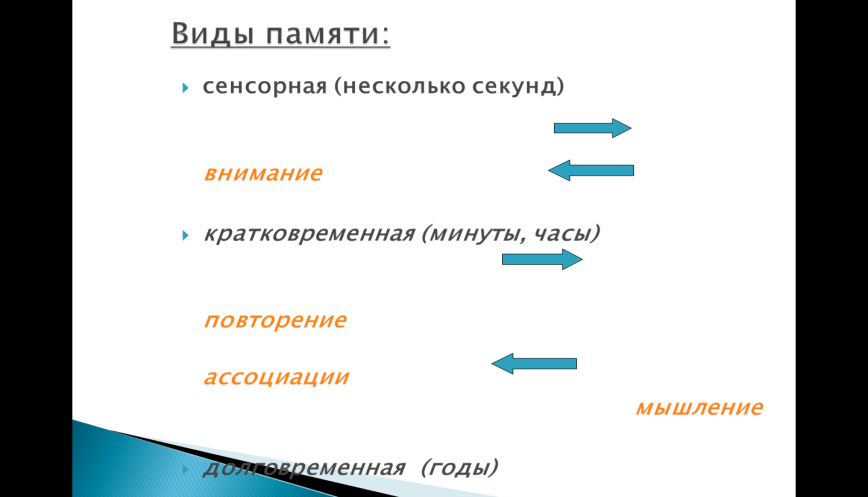 Виды памяти:
сенсорная (несколько секунд)
внимание
кратковременная (минуты, часы)
повторение
ассоциации
мышление
долговременная (годы)